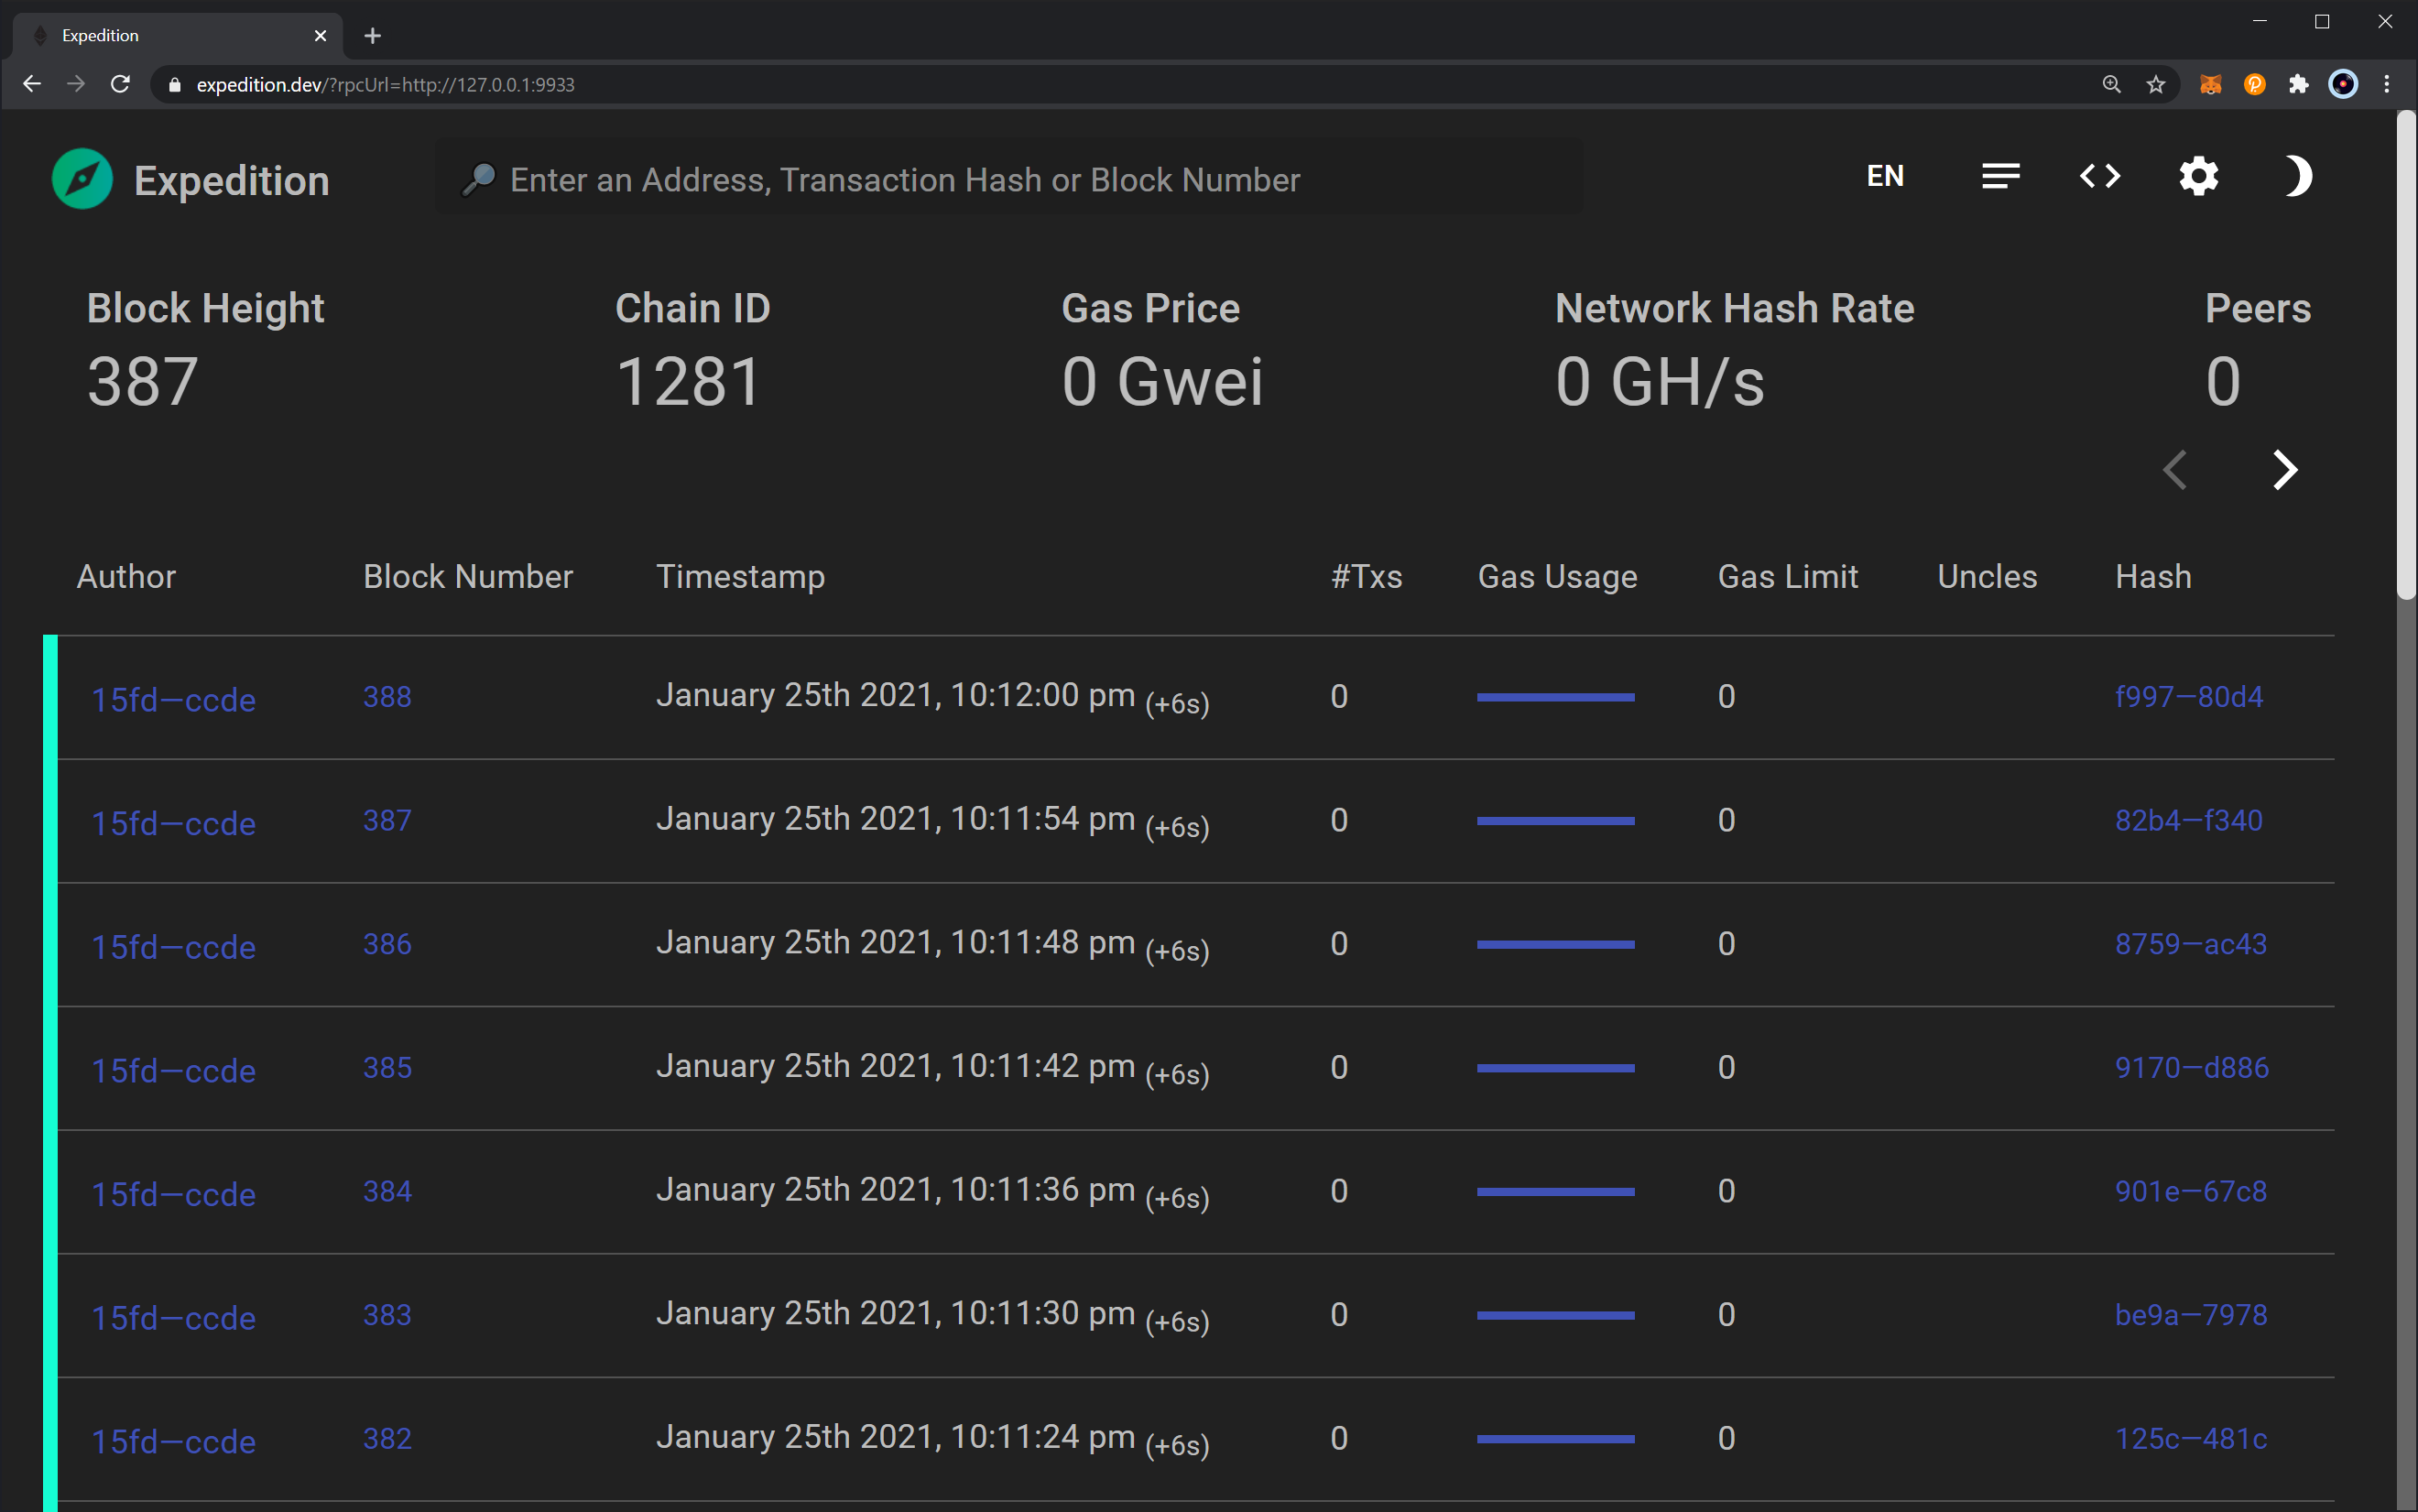 Expedition
expedition.dev/?rpcUrl=http://127.0.0.1:9933
Expedition
Enter an Address, Transaction Hash or Block Number
EN
Block Height Chain ID Gas Price Network Hash Rate Peers
387 1281 0 Gwei 0 GH/s 0
Author Block Number Timestamp #Txs Gas Usage Gas Limit Uncles Hash
15fd—ccde 388 January 25th 2021, 10:12:00 pm (+6s) 0 0 f997—80d4
15fd—ccde 387 January 25th 2021, 10:11:54 pm (+6s) 0 0 82b4—f340
15fd—ccde 386 January 25th 2021, 10:11:48 pm (+6s) 0 0 8759—ac43
15fd—ccde 385 January 25th 2021, 10:11:42 pm (+6s) 0 0 9170—d886
15fd—ccde 384 January 25th 2021, 10:11:36 pm (+6s) 0 0 901e—67c8
15fd—ccde 383 January 25th 2021, 10:11:30 pm (+6s) 0 0 be9a—7978
15fd—ccde 382 January 25th 2021, 10:11:24 pm (+6s) 0 0 125c—481c